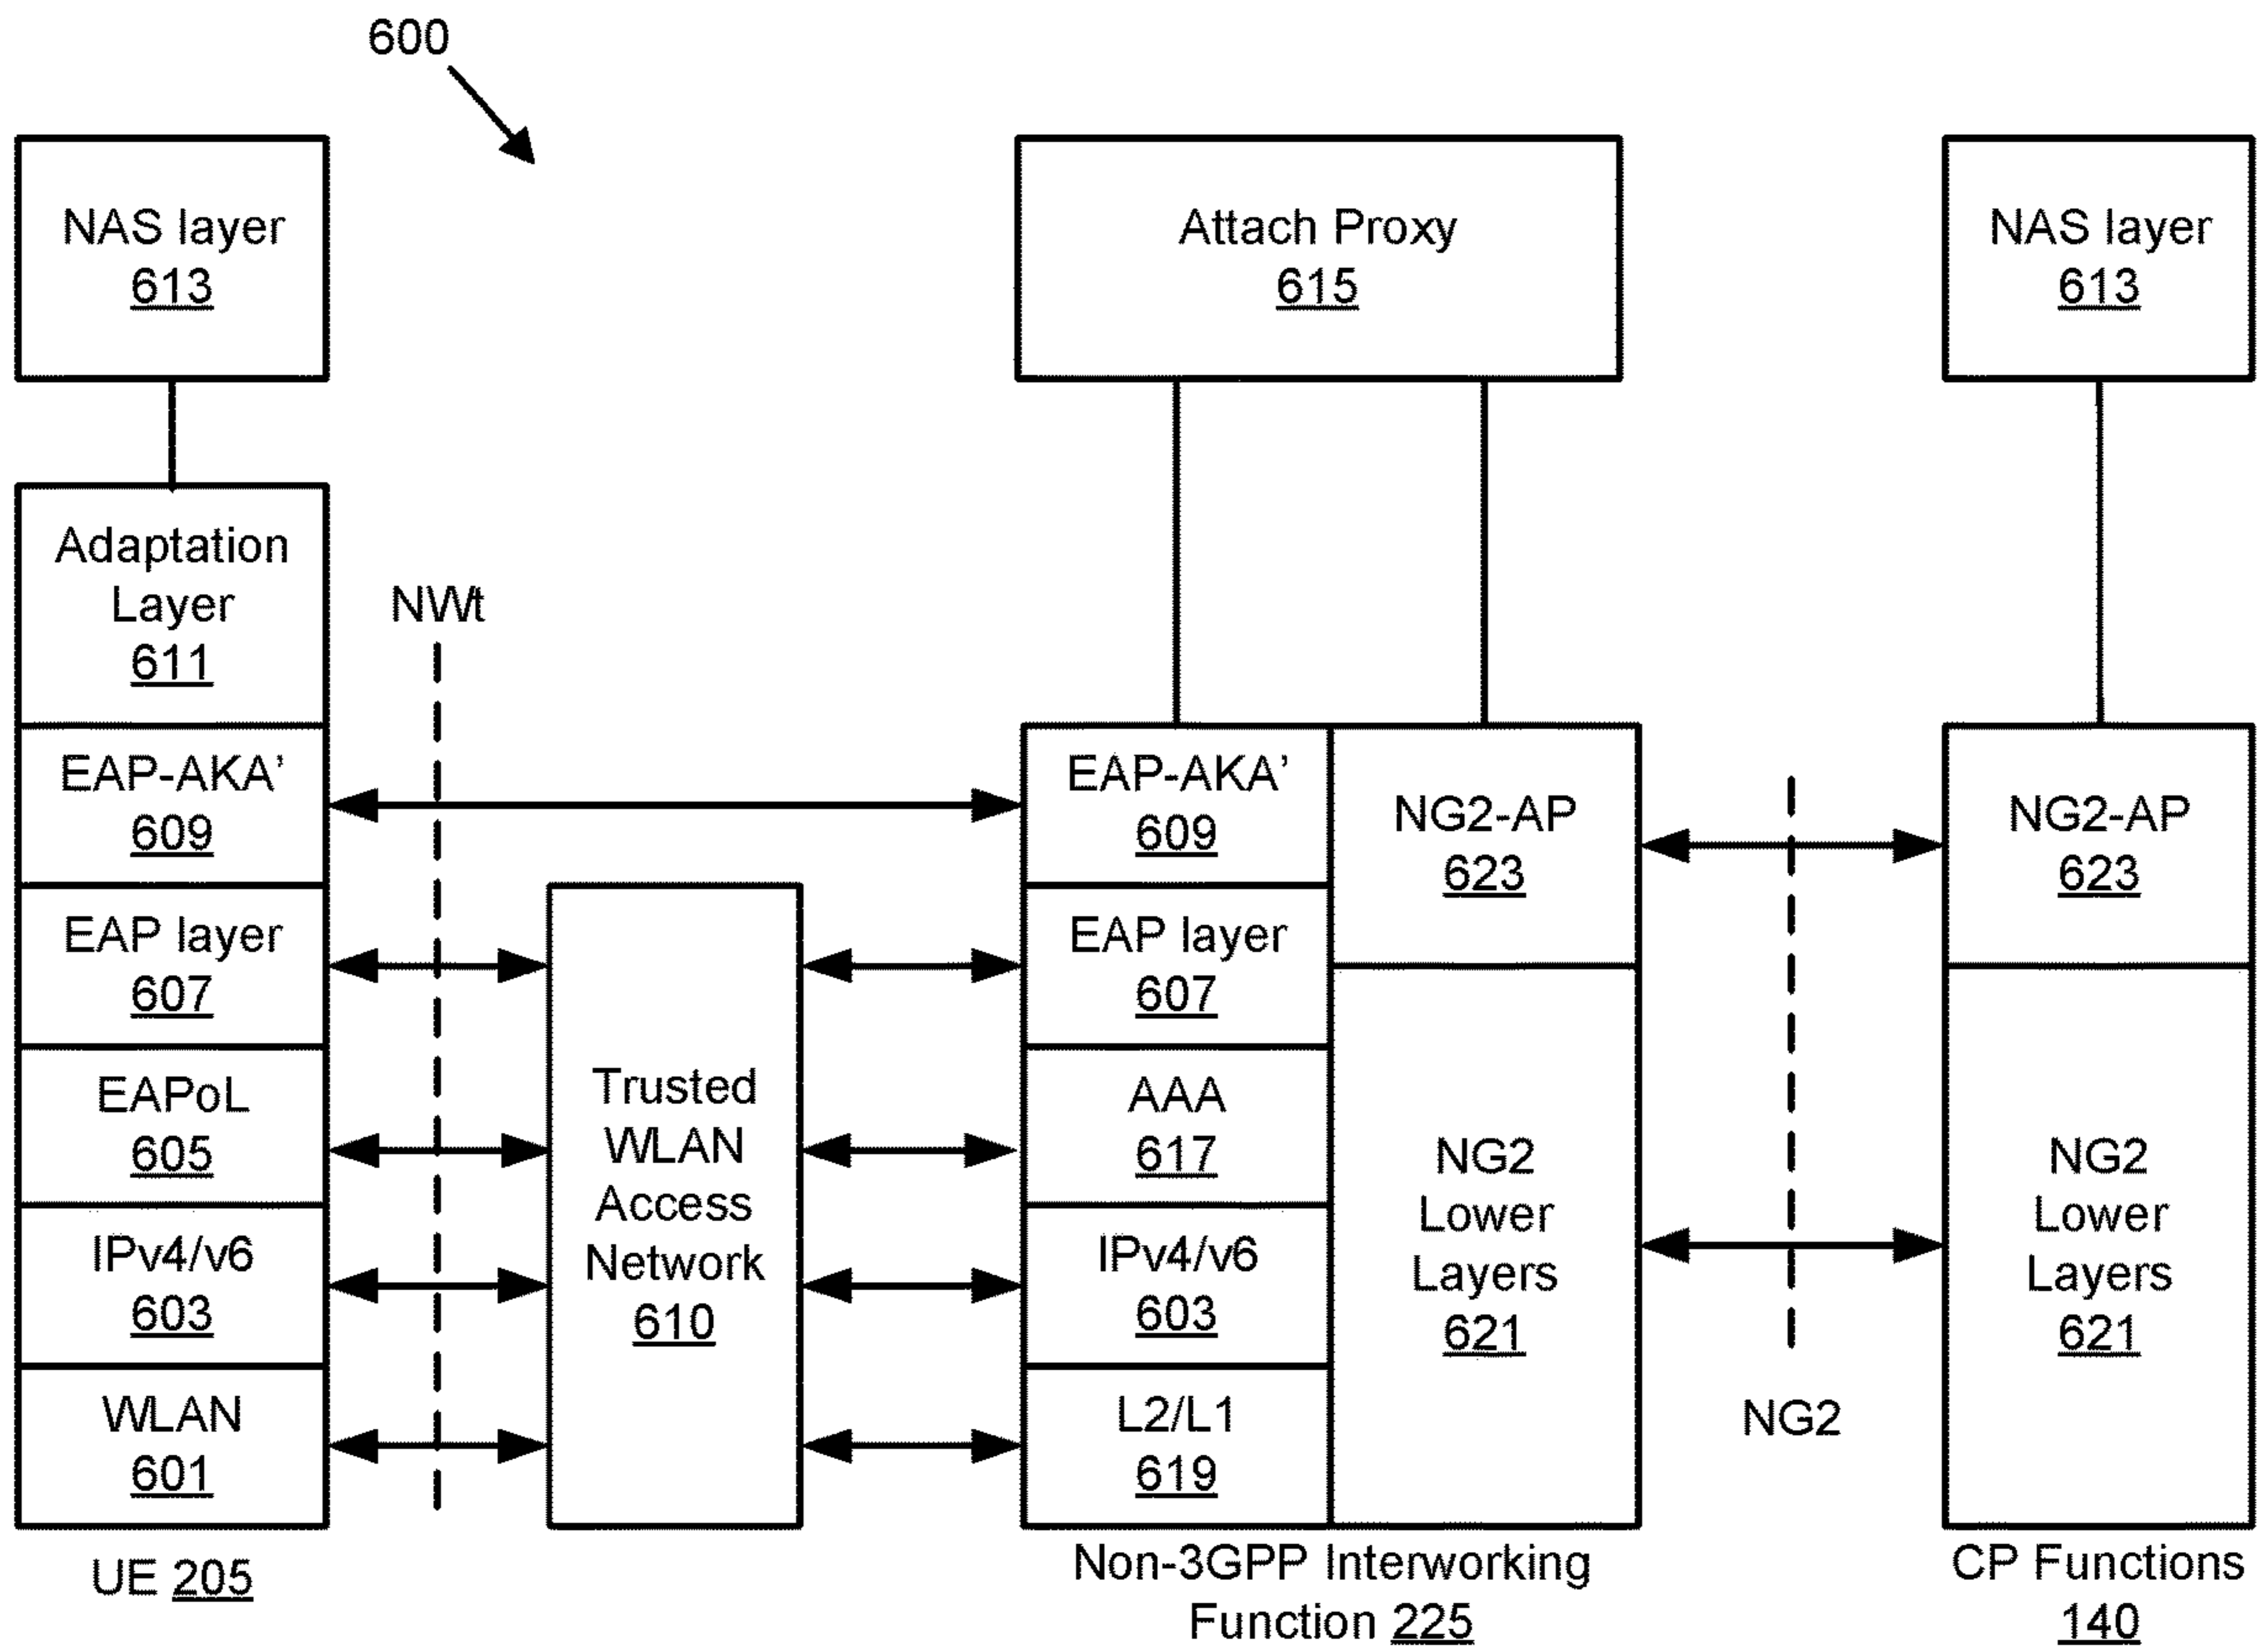 600
NAS layer
613
Adaptation
Layer
611
EAP-AKA’
609
EAP layer
607
EAPoL
605
IPv4/v6
603
WLAN
601
UE 205
NWt
Trusted
WLAN
Access
Network
610
Attach Proxy
615
EAP-AKA’
609
EAP layer
607
AAA
617
IPv4/v6
603
L2/L1
619
NG2-AP
623
NG2
Lower
Layers
621
Non-3GPP Interworking
Function 225
NG2
NAS layer
613
NG2-AP
623
NG2
Lower
Layers
621
CP Functions
140